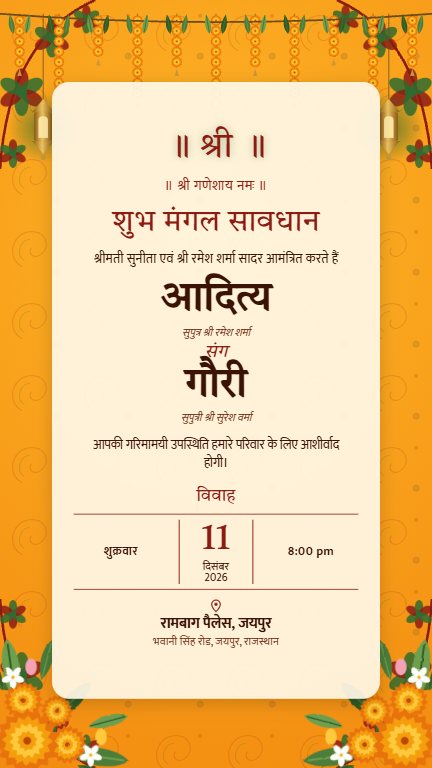 ॥ श्री ॥
॥ श्री गणेशाय नमः ॥
शुभ मंगल सावधान
श्रीमती सुनीता एवं श्री रमेश शर्मा सादर आमंत्रित करते हैं
आदित्य
सुपुत्र श्री रमेश शर्मा
संग
गौरी
सुपुत्री श्री सुरेश वर्मा
आपकी गरिमामयी उपस्थिति हमारे परिवार के लिए आशीर्वाद
होगी।
विवाह
शुक्रवार
11
दिसंबर
2026
8:00 pm
रामबाग पैलेस, जयपुर
भवानी सिंह रोड, जयपुर, राजस्थान